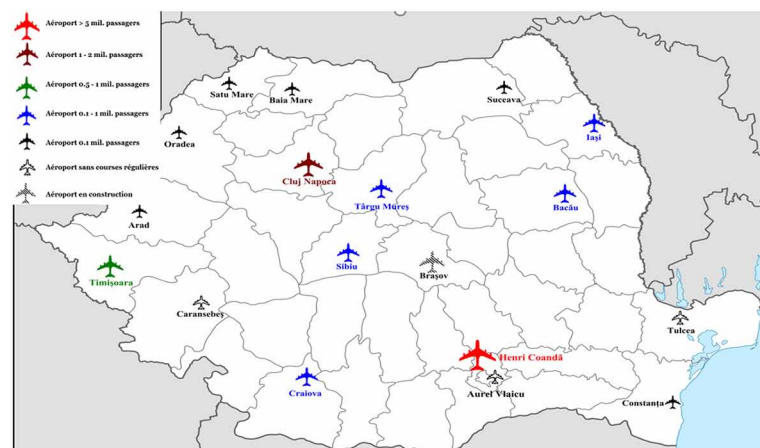 Aéroport > 5 mil. passagers
Aéroport 1 - 2 mil. passagers
Aéroport 0.5 - 1 mil. passagers
Aéroport 0.1 - 1 mil. passagers
Aéroport 0.1 mil. passagers
Aéroport sans courses régulières
Aéroport en construction
Satu Mare
Baia Mare
Suceava
Oradea
Iași
Cluj Napoca
Târgu Mureș
Bacău
Arad
Timișoara
Sibiu
Brașov
Caransebeș
Tulcea
Henri Coandă
Craiova
Aurel Vlaicu
Constanța